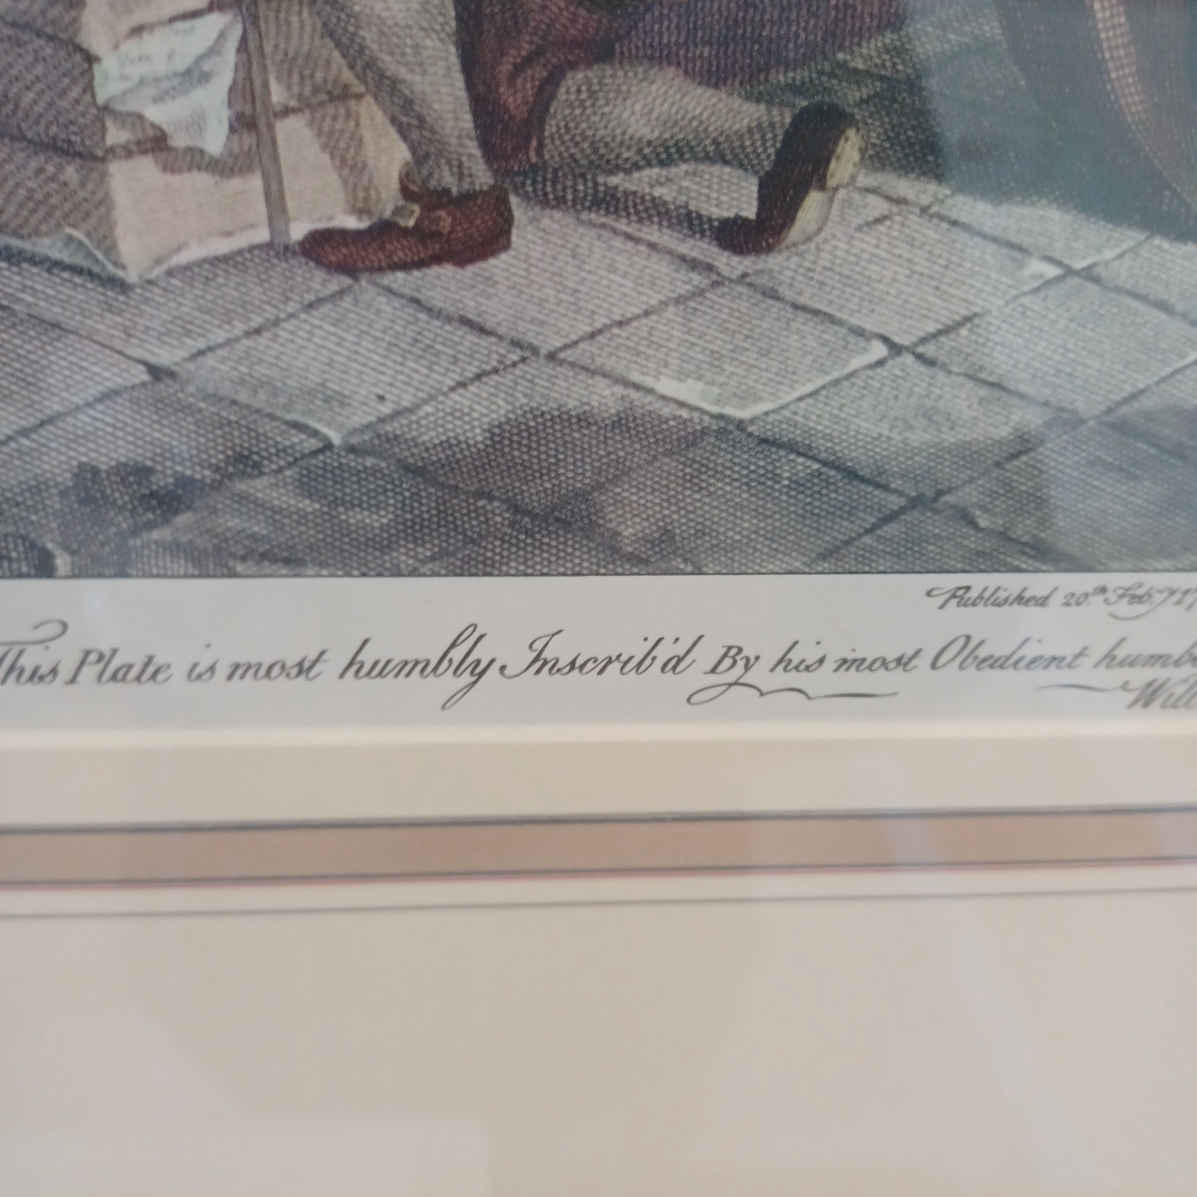 Published 20th Feb
This Plate is most humbly Inscrib'd By his most Obedient